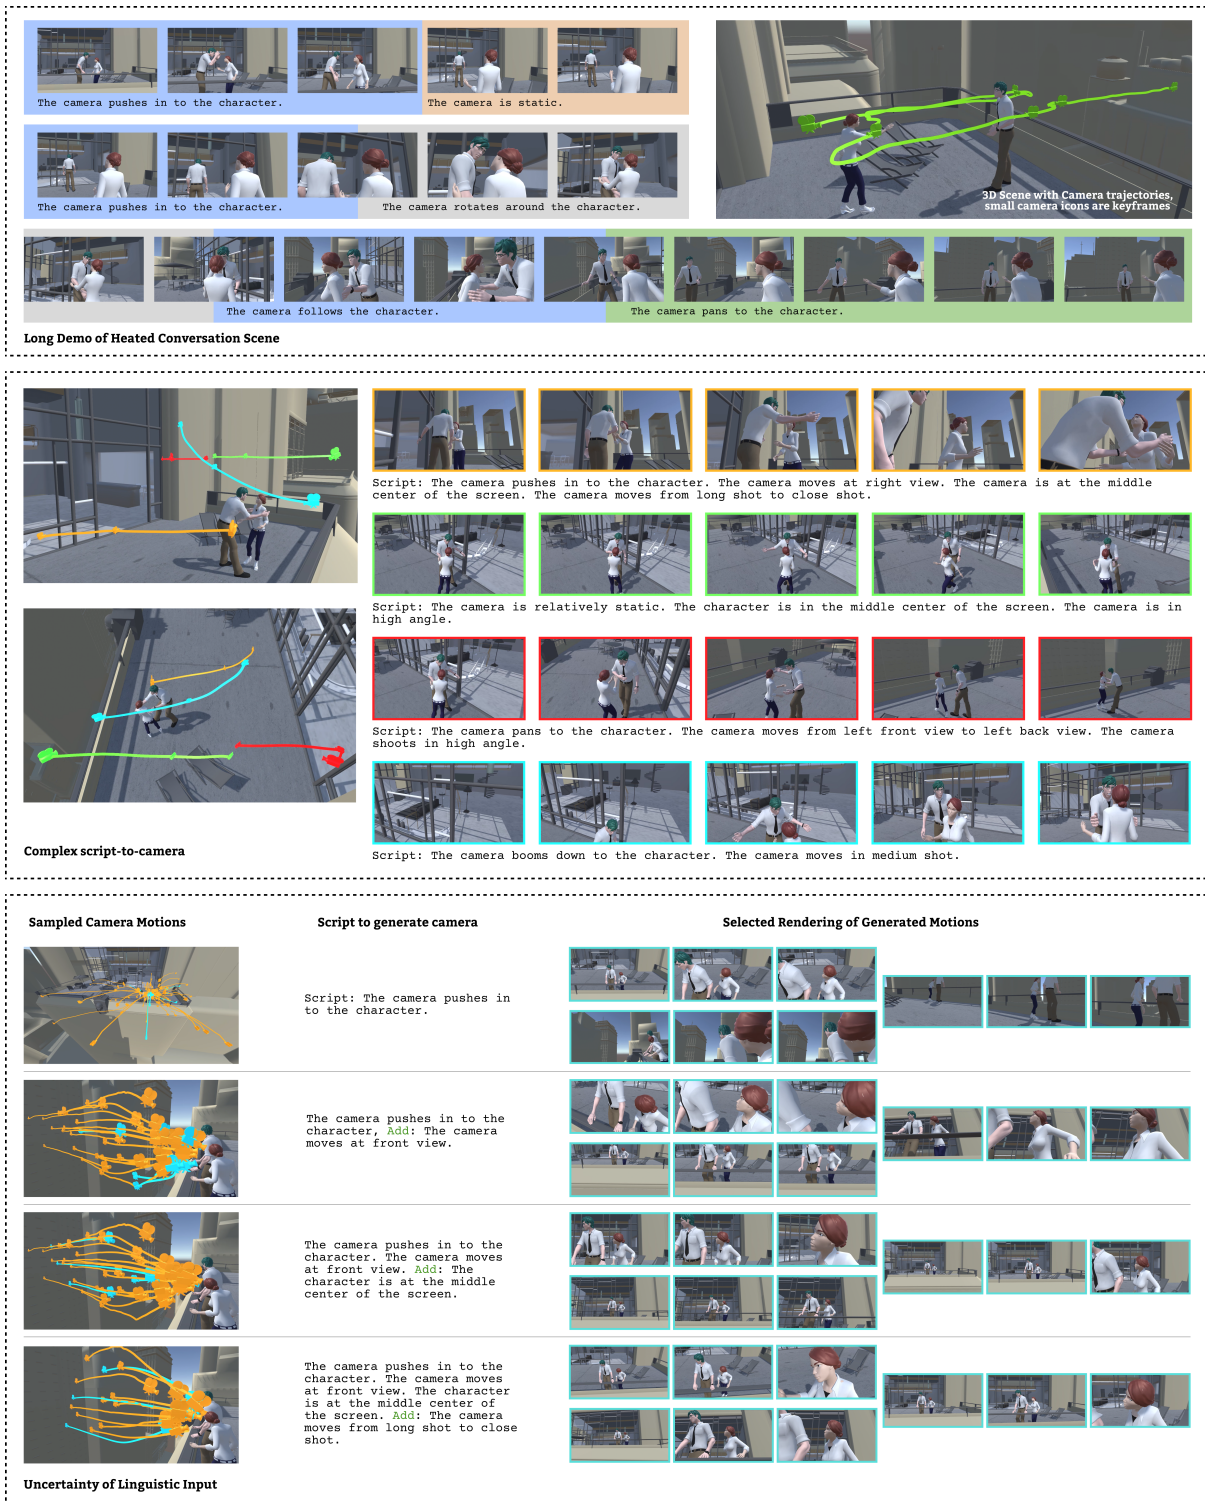 The camera pushes in to the character.
The camera is static.
The camera pushes in to the character.
The camera rotates around the character.
3D Scene with Camera trajectories,
small camera icons are keyframes
The camera follows the character.
The camera pans to the character.
Long Demo of Heated Conversation Scene
Script: The camera pushes in to the character. The camera moves at right view. The camera is at the middle
center of the screen. The camera moves from long shot to close shot.
Script: The camera is relatively static. The character is in the middle center of the screen. The camera is in
high angle.
Script: The camera pans to the character. The camera moves from left front view to left back view. The camera
shoots in high angle.
Script: The camera booms down to the character. The camera moves in medium shot.
Complex script-to-camera
Sampled Camera Motions
Script to generate camera
Selected Rendering of Generated Motions
Script: The camera pushes in
to the character.
The camera pushes in to the
character, Add: The camera
moves at front view.
The camera pushes in to the
character. The camera moves
at front view. Add: The
character is at the middle
center of the screen.
The camera pushes in to the
character. The camera moves
at front view. The character
is at the middle center of
the screen. Add: The camera
moves from long shot to close
shot.
Uncertainty of Linguistic Input